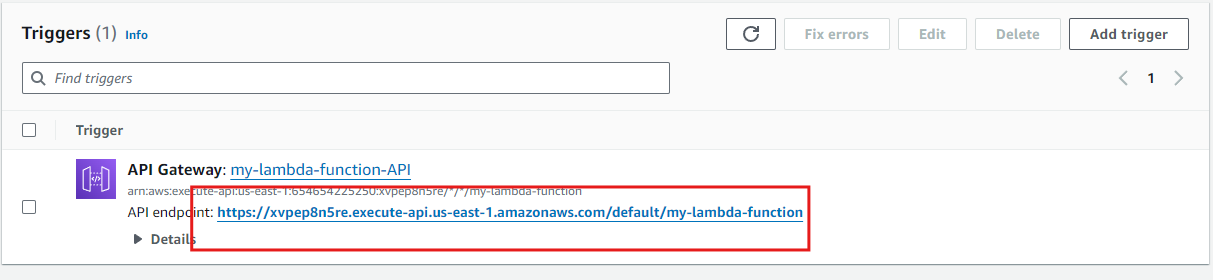 Triggers (1) Info
Fix errors Edit Delete Add trigger
Find triggers
1
Trigger
API Gateway: my-lambda-function-API
arn:aws:execute-api:us-east-1:654654225250:xvpep8n5re/*/*/my-lambda-function
API endpoint: https://xvpep8n5re.execute-api.us-east-1.amazonaws.com/default/my-lambda-function
Details